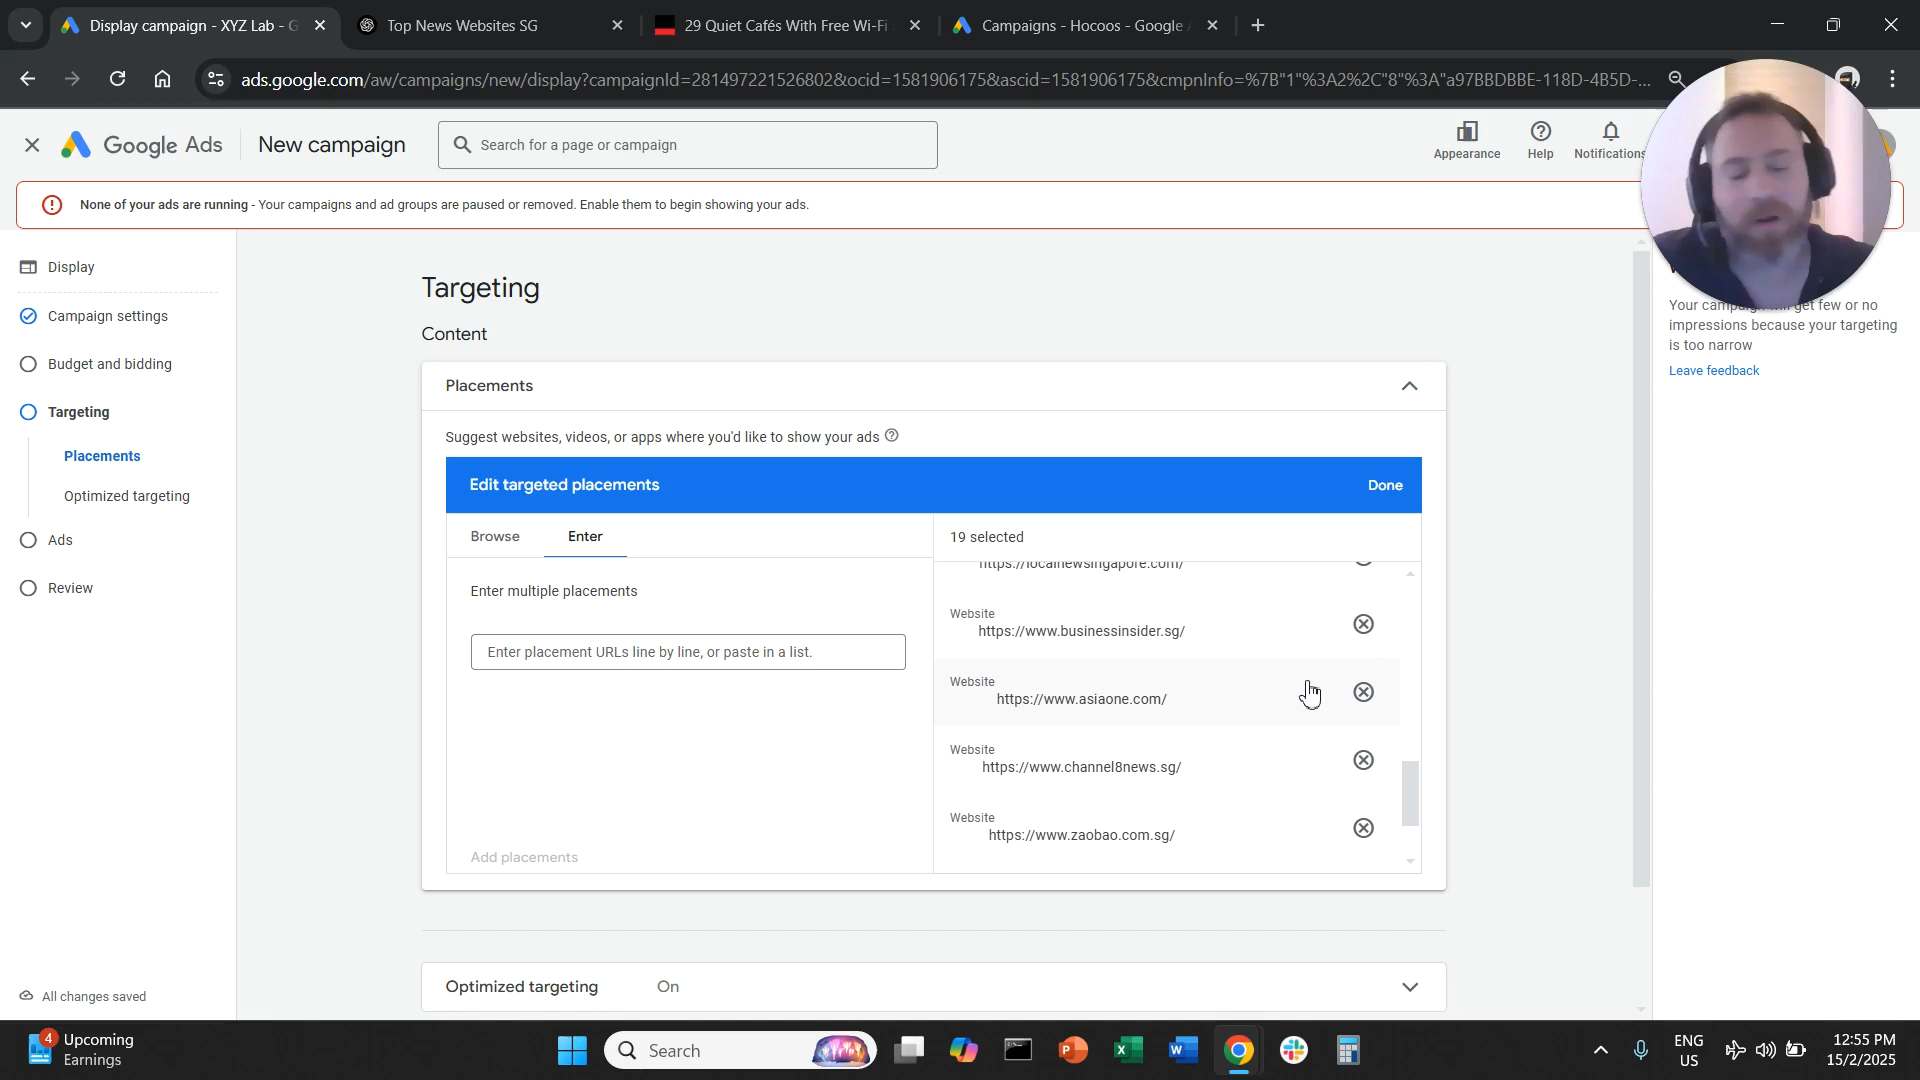 Display campaign - XYZ Lab - G
Top News Websites SG
29 Quiet Cafés With Free Wi-Fi
Campaigns - Hocoos - Google
ads.google.com/aw/campaigns/new/display?campaignId=281497221526802&ocid=1581906175&ascid=1581906175&cmpnInfo=%7B"1"%3A2%2C"8"%3A"a97BBDBBE-118D-4B5D-...
Google Ads
New campaign
Search for a page or campaign
Appearance
Help
Notifications
None of your ads are running - Your campaigns and ad groups are paused or removed. Enable them to begin showing your ads.
Display
Campaign settings
Budget and bidding
Targeting
Placements
Optimized targeting
Ads
Review
All changes saved
Targeting
Content
Placements
Suggest websites, videos, or apps where you'd like to show your ads
Edit targeted placements
Done
Browse
Enter
19 selected
Enter multiple placements
Enter placement URLs line by line, or paste in a list.
Add placements
https://localnewsingapore.com/
Website
https://www.businessinsider.sg/
Website
https://www.asiaone.com/
Website
https://www.channel8news.sg/
Website
https://www.zaobao.com.sg/
Optimized targeting
On
Your get few or no
impressions because your targeting
is too narrow
Leave feedback
4
Upcoming
Earnings
Search
ENG
US
12:55 PM
15/2/2025